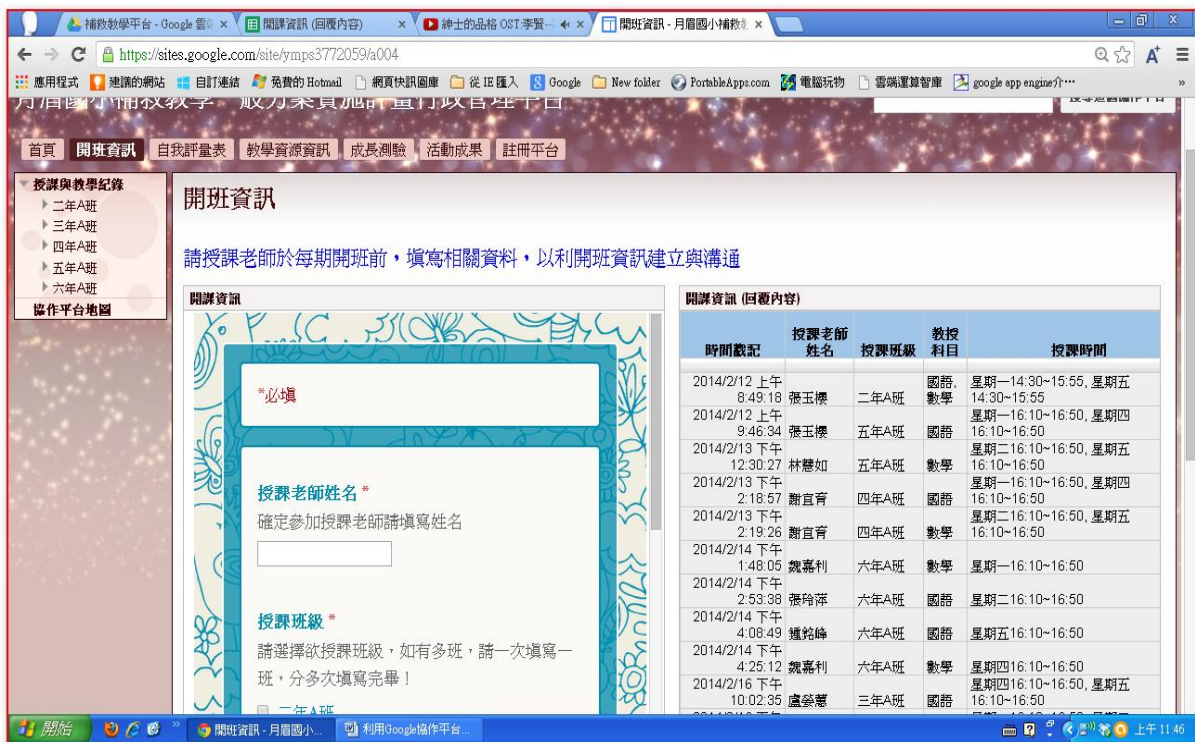 補救教學平台 - Google 雲
開課資訊 (回覆內容)
紳士的品格 OST:李賢--
開班資訊 - 月眉國小補救
https://sites.google.com/site/ymps3772059/a004
應用程式 建議的網站 自訂連結 免費的 Hotmail 網頁快訊圖庫 從 IE 匯入 Google New folder PortableApps.com 電腦玩物 雲端運算智庫 google app engine介… »
月眉國小補救教學
首頁 開班資訊 自我評量表 教學資源資訊 成長測驗 活動成果 註冊平台
授課與教學紀錄
二年A班
三年A班
四年A班
五年A班
六年A班
協作平台地圖
開班資訊
請授課老師於每期開班前，填寫相關資料，以利開班資訊建立與溝通
開課資訊
*必填
授課老師姓名 *
確定參加授課老師請填寫姓名
授課班級 *
請選擇欲授課班級，如有多班，請一次填寫一
班，分多次填寫完畢！
二年A班
開課資訊 (回覆內容)
時間戳記 授課老師姓名 授課班級 教授科目 授課時間
2014/2/12 上午 8:49:18 張玉櫻 二年A班 國語, 數學 星期一14:30~15:55, 星期五14:30~15:55
2014/2/12 上午 9:46:34 張玉櫻 五年A班 國語 星期一16:10~16:50, 星期四16:10~16:50
2014/2/13 下午 12:30:27 林慧如 五年A班 數學 星期二16:10~16:50, 星期五16:10~16:50
2014/2/13 下午 2:18:57 謝宜育 四年A班 國語 星期一16:10~16:50, 星期四16:10~16:50
2014/2/13 下午 2:19:26 謝宜育 四年A班 數學 星期二16:10~16:50, 星期五16:10~16:50
2014/2/14 下午 1:48:05 魏嘉利 六年A班 數學 星期一16:10~16:50
2014/2/14 下午 2:53:38 張玲萍 六年A班 國語 星期二16:10~16:50
2014/2/14 下午 4:08:49 鍾銘峰 六年A班 國語 星期五16:10~16:50
2014/2/14 下午 4:25:12 魏嘉利 六年A班 數學 星期四16:10~16:50
2014/2/16 下午 10:02:35 盧縈蕙 三年A班 國語 星期四16:10~16:50, 星期五16:10~16:50
開始 » 開班資訊 - 月眉國小... 利用Google協作平台... 上午 11:46